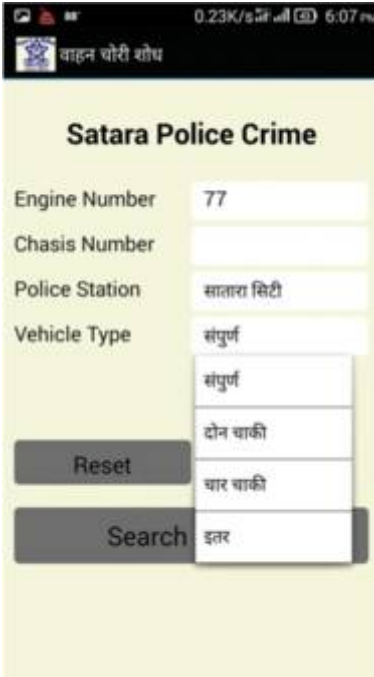 0.23K/s 6:07 PM
वाहन चोरी शोध
Satara Police Crime
Engine Number 77
Chasis Number
Police Station सातारा सिटी
Vehicle Type संपुर्ण
संपुर्ण
दोन चाकी
Reset
चार चाकी
Search
इतर